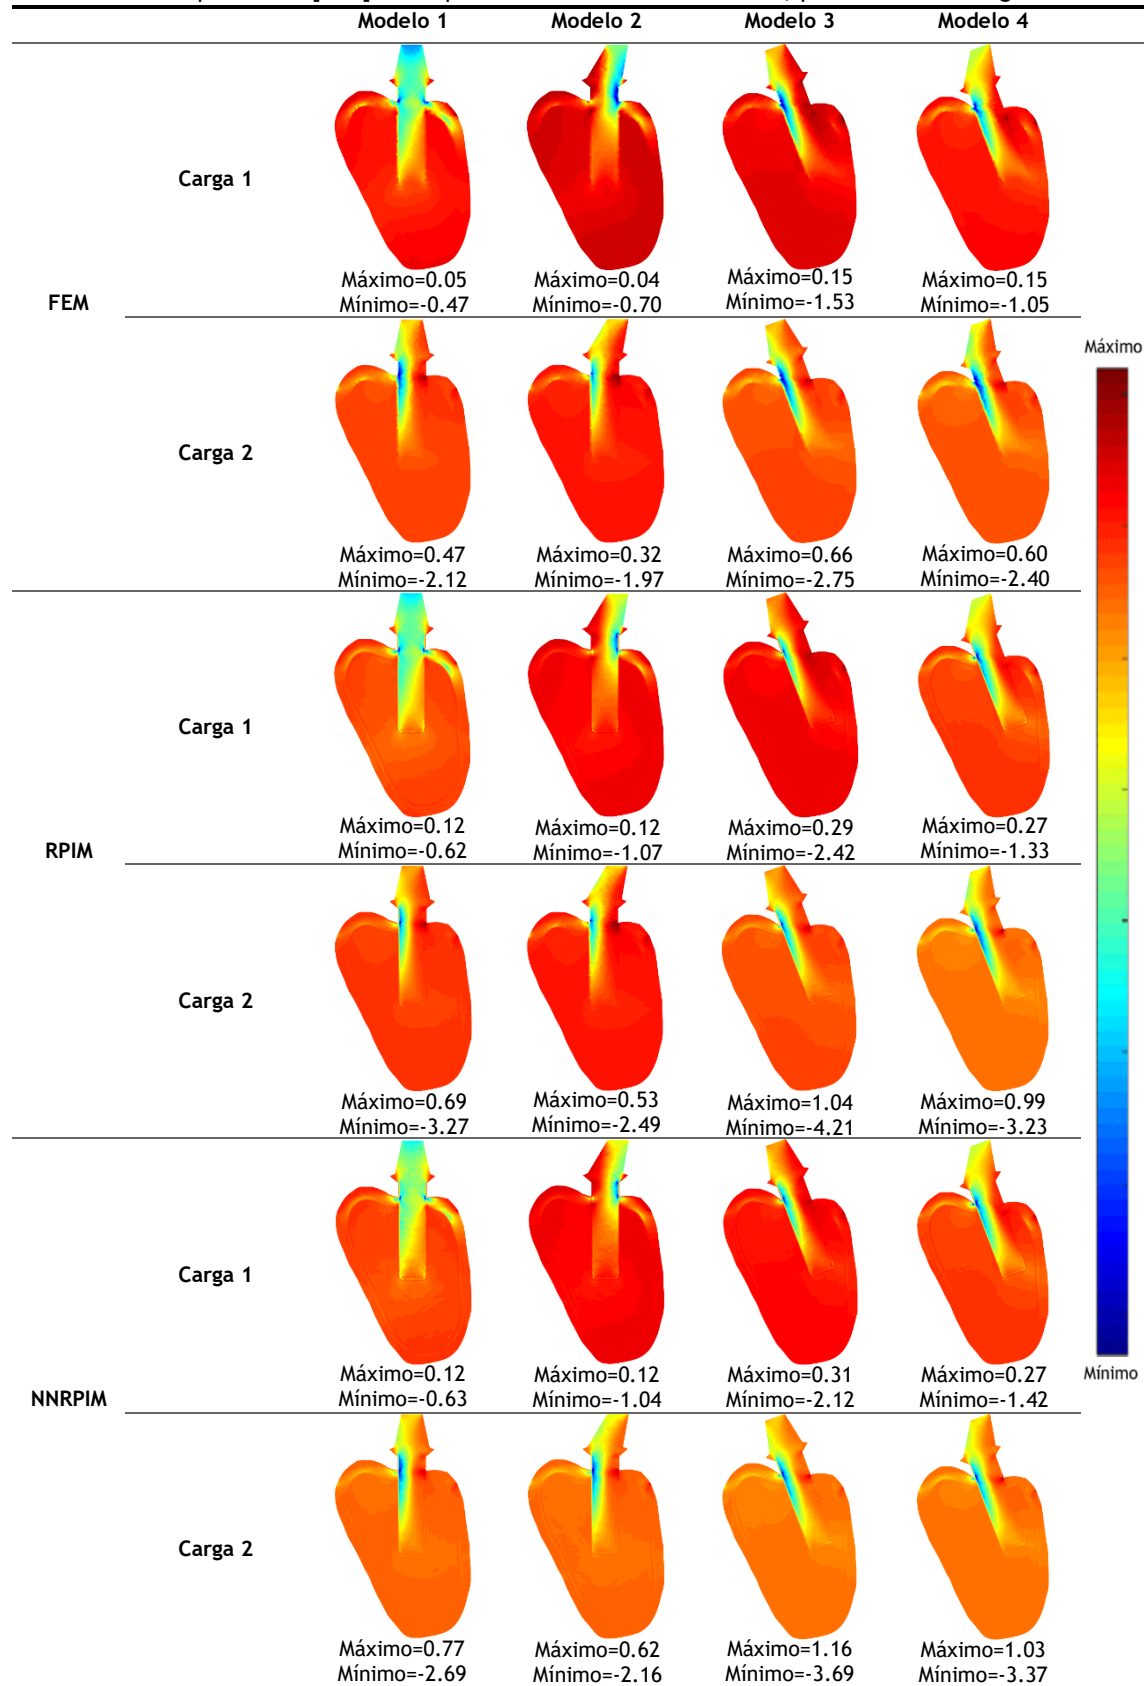 Modelo 1 Modelo 2 Modelo 3 Modelo 4
Carga 1
Máximo=0.05 Máximo=0.04 Máximo=0.15 Máximo=0.15
FEM
Mínimo=-0.47 Mínimo=-0.70 Mínimo=-1.53 Mínimo=-1.05
Máximo
Carga 2
Máximo=0.47 Máximo=0.32 Máximo=0.66 Máximo=0.60
Mínimo=-2.12 Mínimo=-1.97 Mínimo=-2.75 Mínimo=-2.40
Carga 1
Máximo=0.12 Máximo=0.12 Máximo=0.29 Máximo=0.27
RPIM
Mínimo=-0.62 Mínimo=-1.07 Mínimo=-2.42 Mínimo=-1.33
Carga 2
Máximo=0.69 Máximo=0.53 Máximo=1.04 Máximo=0.99
Mínimo=-3.27 Mínimo=-2.49 Mínimo=-4.21 Mínimo=-3.23
Carga 1
Máximo=0.12 Máximo=0.12 Máximo=0.31 Máximo=0.27
Mínimo
NNRPIM
Mínimo=-0.63 Mínimo=-1.04 Mínimo=-2.12 Mínimo=-1.42
Carga 2
Máximo=0.77 Máximo=0.62 Máximo=1.16 Máximo=1.03
Mínimo=-2.69 Mínimo=-2.16 Mínimo=-3.69 Mínimo=-3.37